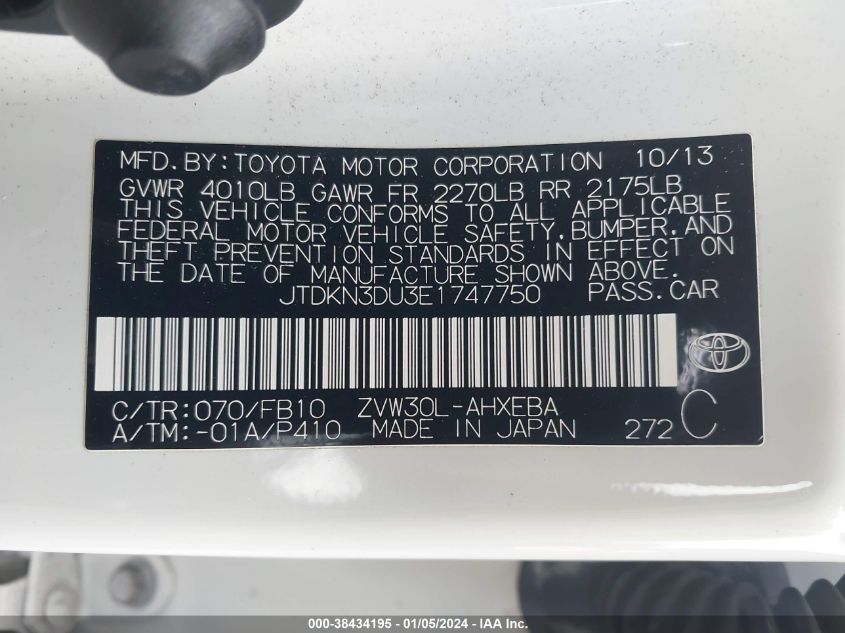 MFD.BY:TOYOTA MOTOR CORPORATION 10/13
GVWR 4010LB GAWR FR 2270LB RR 2175LB
THIS VEHICLE CONFORMS TO ALL APPLICABLE
FEDERAL MOTOR VEHICLE SAFETY,BUMPER,AND
THEFT PREVENTION STANDARDS IN EFFECT ON
THE DATE OF MANUFACTURE SHOWN ABOVE.
JTDKN3DU3E1747750 PASS.CAR
C/TR:070/FB10 ZVW30L-AHXEBA
A/TM:-01A/P410 MADE IN JAPAN 272 C
000-38434195 - 01/05/2024 - IAA Inc.